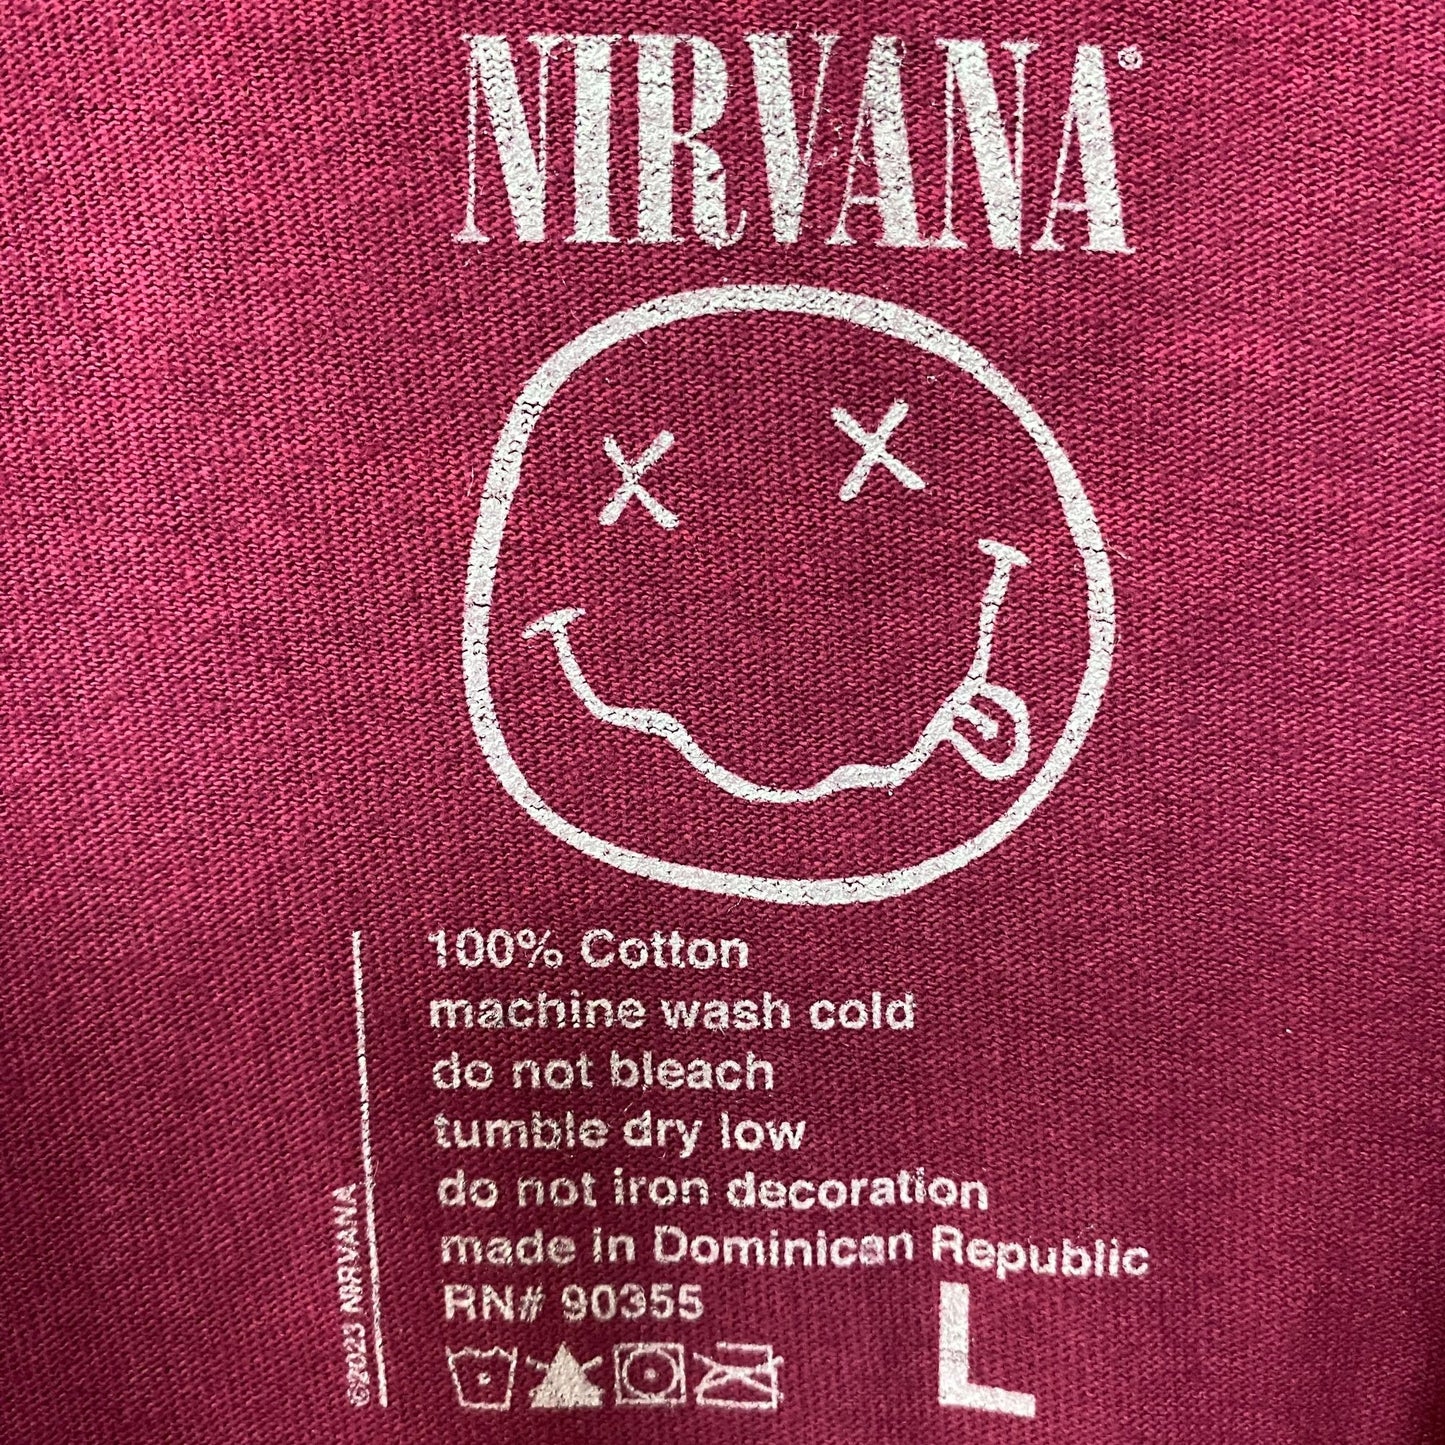 NIRVANA®
100% Cotton
machine wash cold
do not bleach
tumble dry low
do not iron decoration
made in Dominican Republic
RN# 90355
L
©2023 NIRVANA